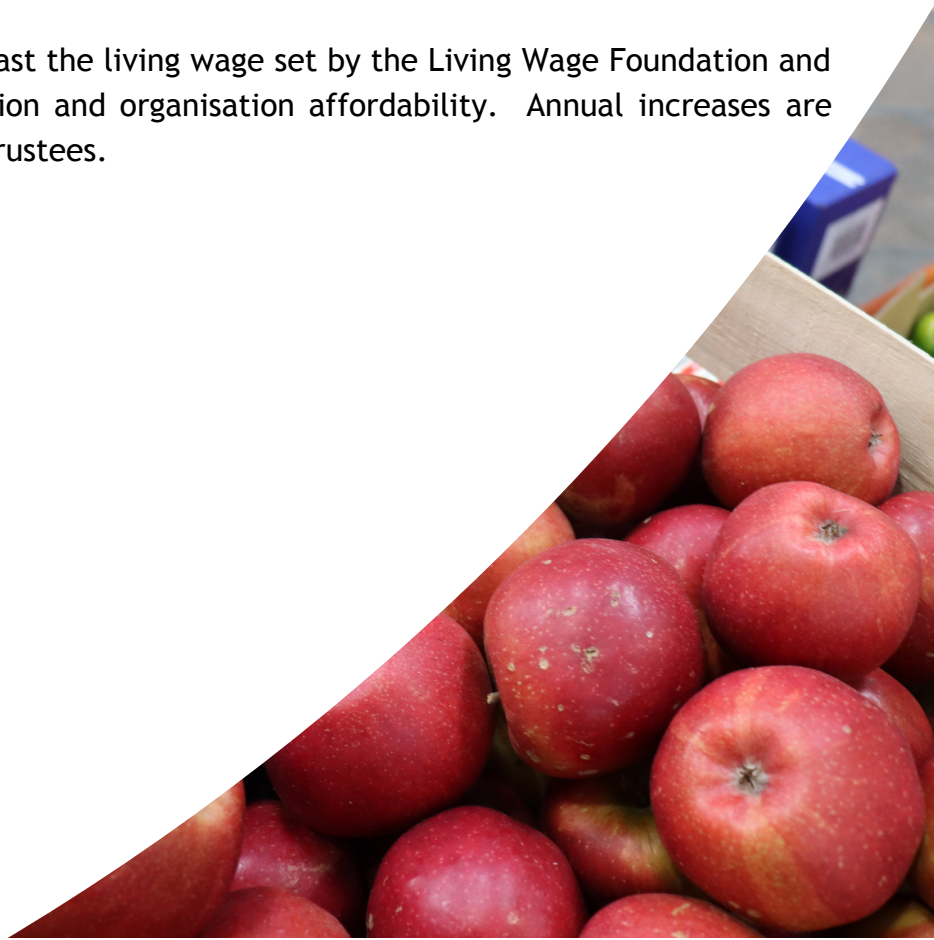 ast the living wage set by the Living Wage Foundation and
ion and organisation affordability. Annual increases are
rustees.